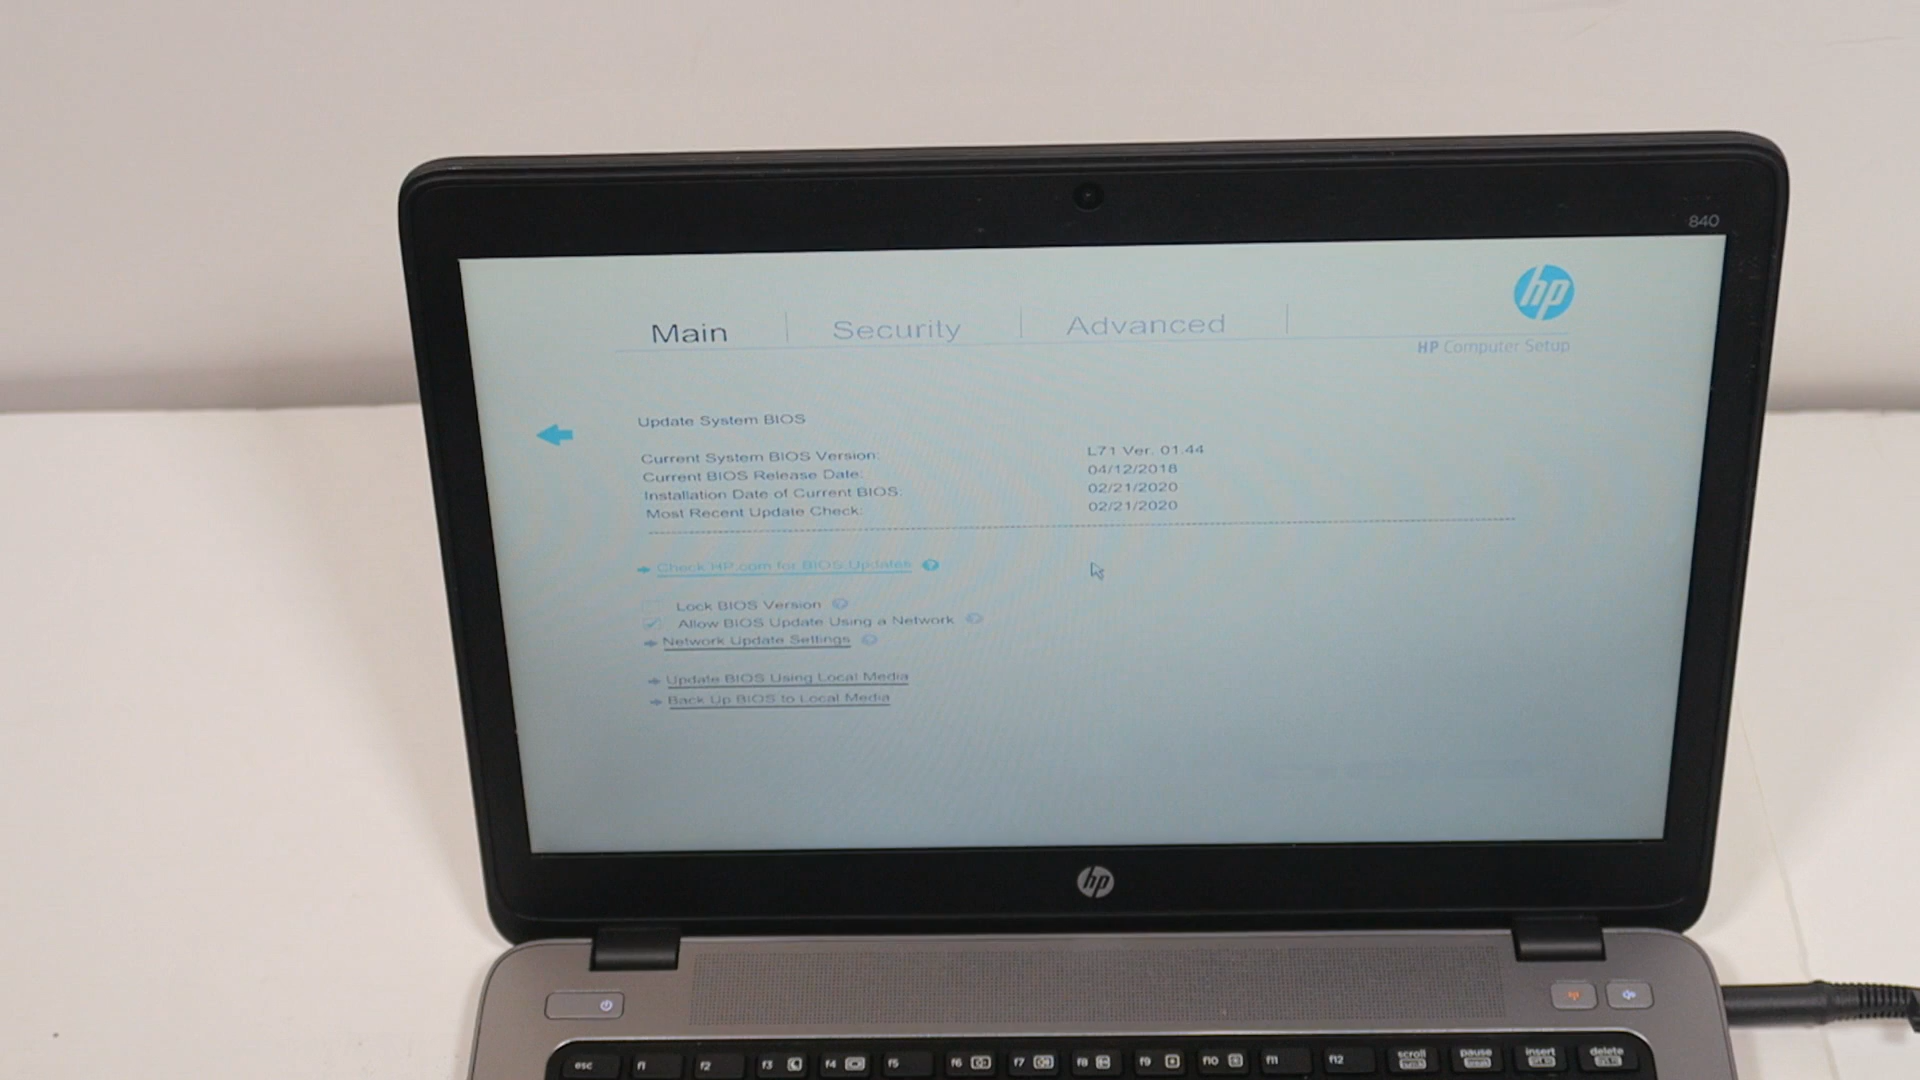 840
hp
Main Security Advanced
HP Computer Setup
Update System BIOS
Current System BIOS Version: L71 Ver. 01.44
Current BIOS Release Date: 04/12/2018
Installation Date of Current BIOS: 02/21/2020
Most Recent Update Check: 02/21/2020
Check HP.com for BIOS Updates ?
Lock BIOS Version ?
Allow BIOS Update Using a Network ?
Network Update Settings ?
Update BIOS Using Local Media
Back Up BIOS to Local Media
hp
esc f1 f2 f3 f4 f5 f6 f7 f8 f9 f10 f11 f12 scroll pause insert delete